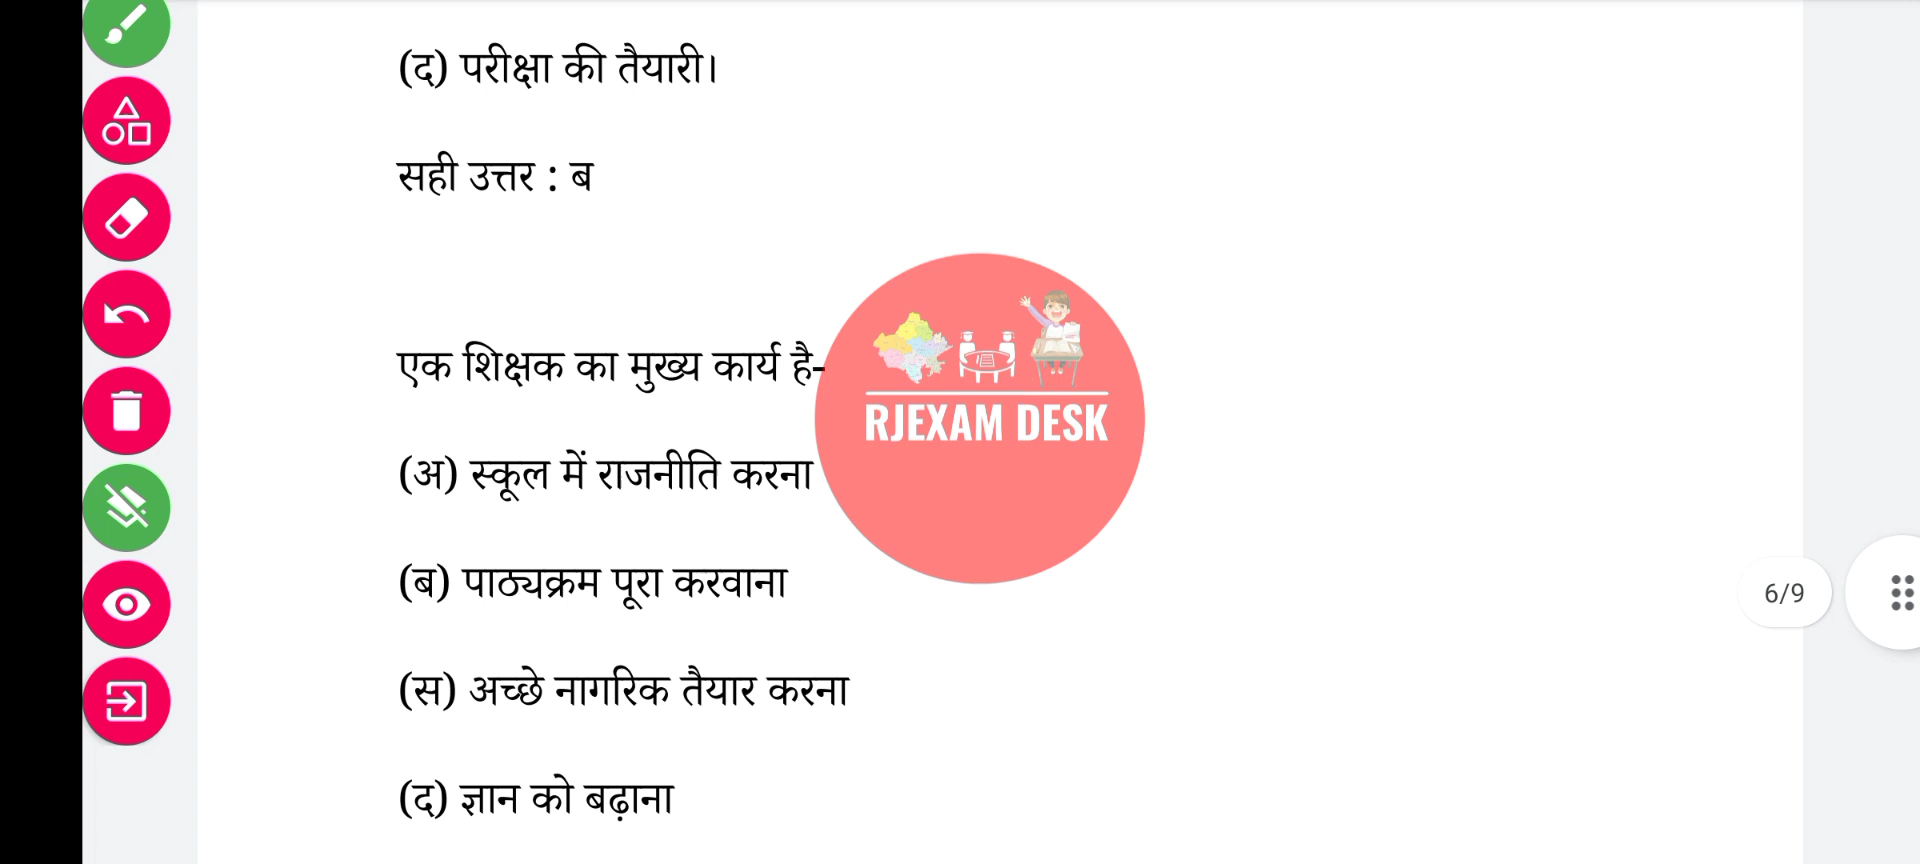 (द) परीक्षा की तैयारी।
सही उत्तर : ब
एक शिक्षक का मुख्य कार्य है-
RJEXAM DESK
(अ) स्कूल में राजनीति करना
(ब) पाठ्यक्रम पूरा करवाना
6/9
(स) अच्छे नागरिक तैयार करना
(द) ज्ञान को बढ़ाना